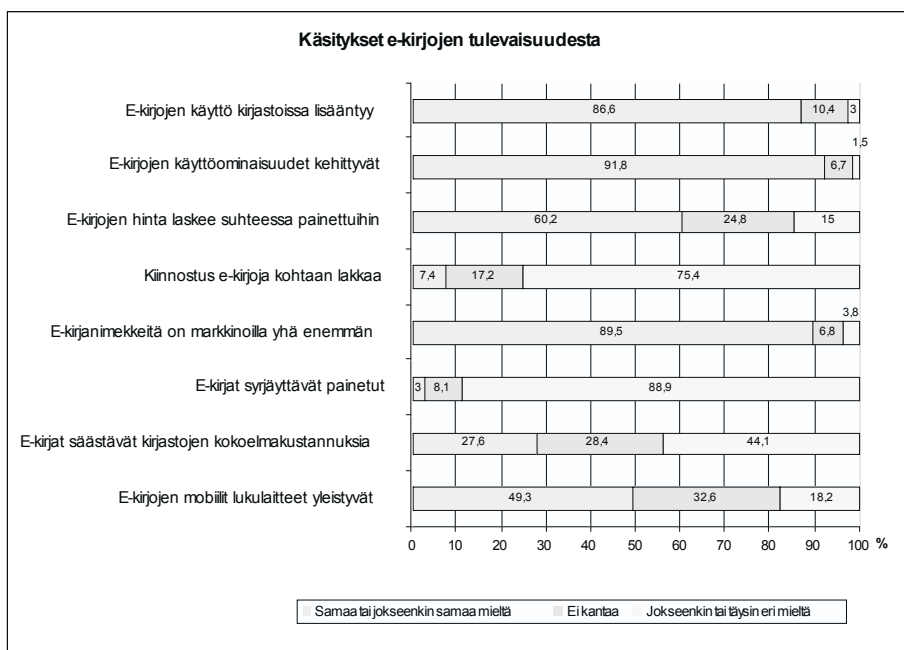 Käsitykset e-kirjojen tulevaisuudesta
E-kirjojen käyttö kirjastoissa lisääntyy
86,6 10,4 3
E-kirjojen käyttöominaisuudet kehittyvät
91,8 6,7 1,5
E-kirjojen hinta laskee suhteessa painettuihin
60,2 24,8 15
Kiinnostus e-kirjoja kohtaan lakkaa
7,4 17,2 75,4
E-kirjanimekkeitä on markkinoilla yhä enemmän
89,5 6,8 3,8
E-kirjat syrjäyttävät painetut
3 8,1 88,9
E-kirjat säästävät kirjastojen kokoelmakustannuksia
27,6 28,4 44,1
E-kirjojen mobiilit lukulaitteet yleistyvät
49,3 32,6 18,2
0 10 20 30 40 50 60 70 80 90 100 %
Samaa tai jokseenkin samaa mieltä Ei kantaa Jokseenkin tai täysin eri mieltä